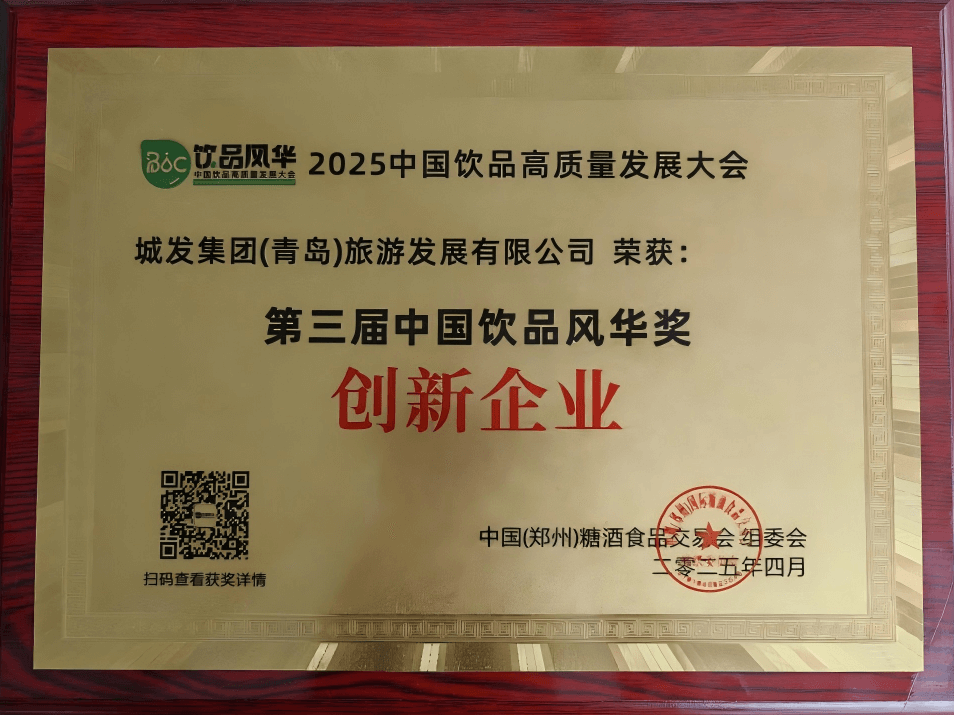 BOC 饮品风华
中国饮品高质量发展大会
2025中国饮品高质量发展大会
城发集团(青岛)旅游发展有限公司 荣获:
第三届中国饮品风华奖
创新企业
扫码查看获奖详情
中国(郑州)糖酒食品交易会 组委会
二零二五年四月